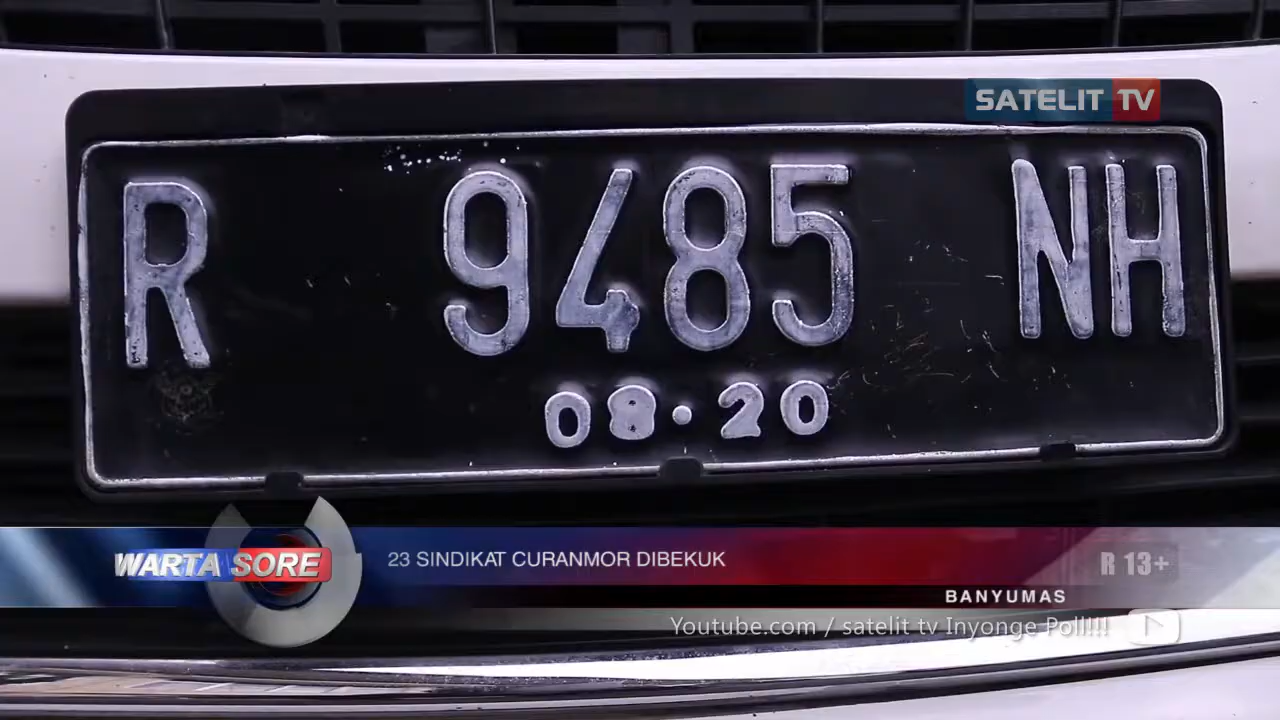 SATELIT TV
R 9485 NH
08·20
WARTA SORE
23 SINDIKAT CURANMOR DIBEKUK
R 13+
BANYUMAS
Youtube.com / satelit tv Inyonge Poll!!!